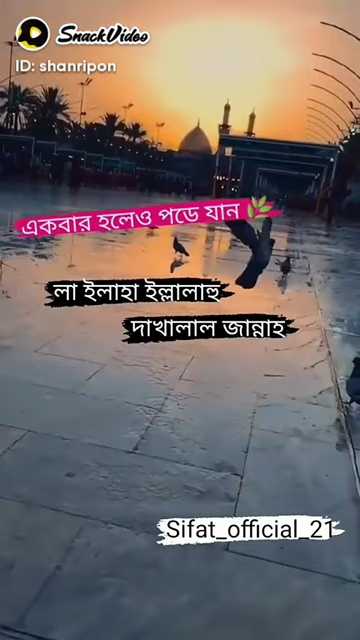 SnackVideo
ID: shanripon
একবার হলেও পডে যান
লা ইলাহা ইল্লালাহু
দাখালাল জান্নাহ
Sifat_official_21